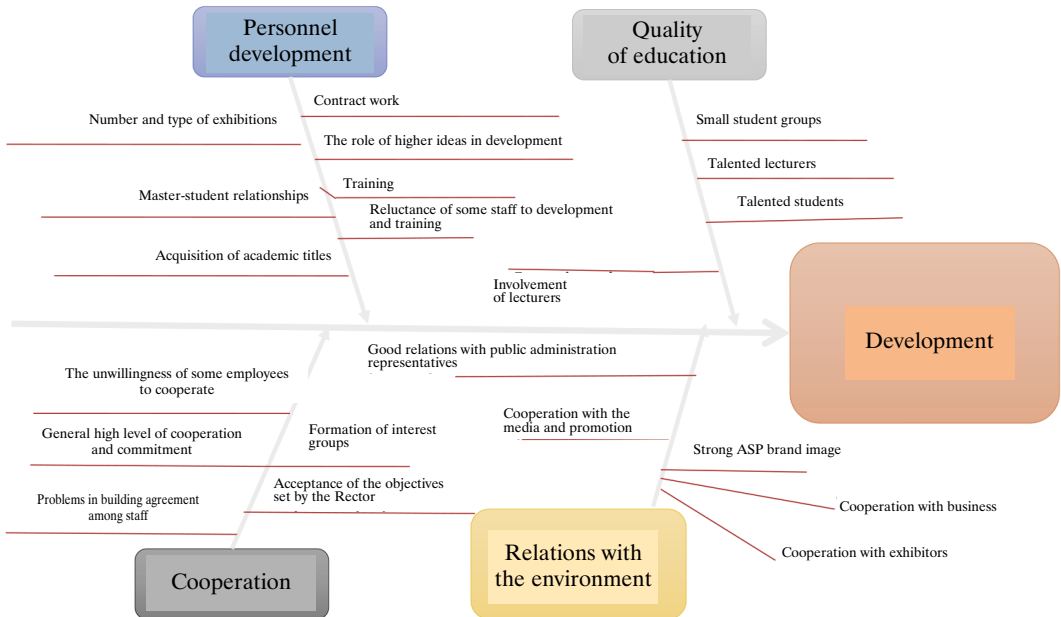 Personnel
development
Quality
of education
Contract work
Number and type of exhibitions
Small student groups
The role of higher ideas in development
Talented lecturers
Training
Master-student relationships
Talented students
Reluctance of some staff to development
and training
Acquisition of academic titles
Involvement
of lecturers
Development
Good relations with public administration
representatives
The unwillingness of some employees
to cooperate
Cooperation with the
media and promotion
General high level of cooperation
and commitment
Formation of interest
groups
Strong ASP brand image
Acceptance of the objectives
set by the Rector
Problems in building agreement
among staff
Cooperation with business
Cooperation with exhibitors
Cooperation
Relations with
the environment